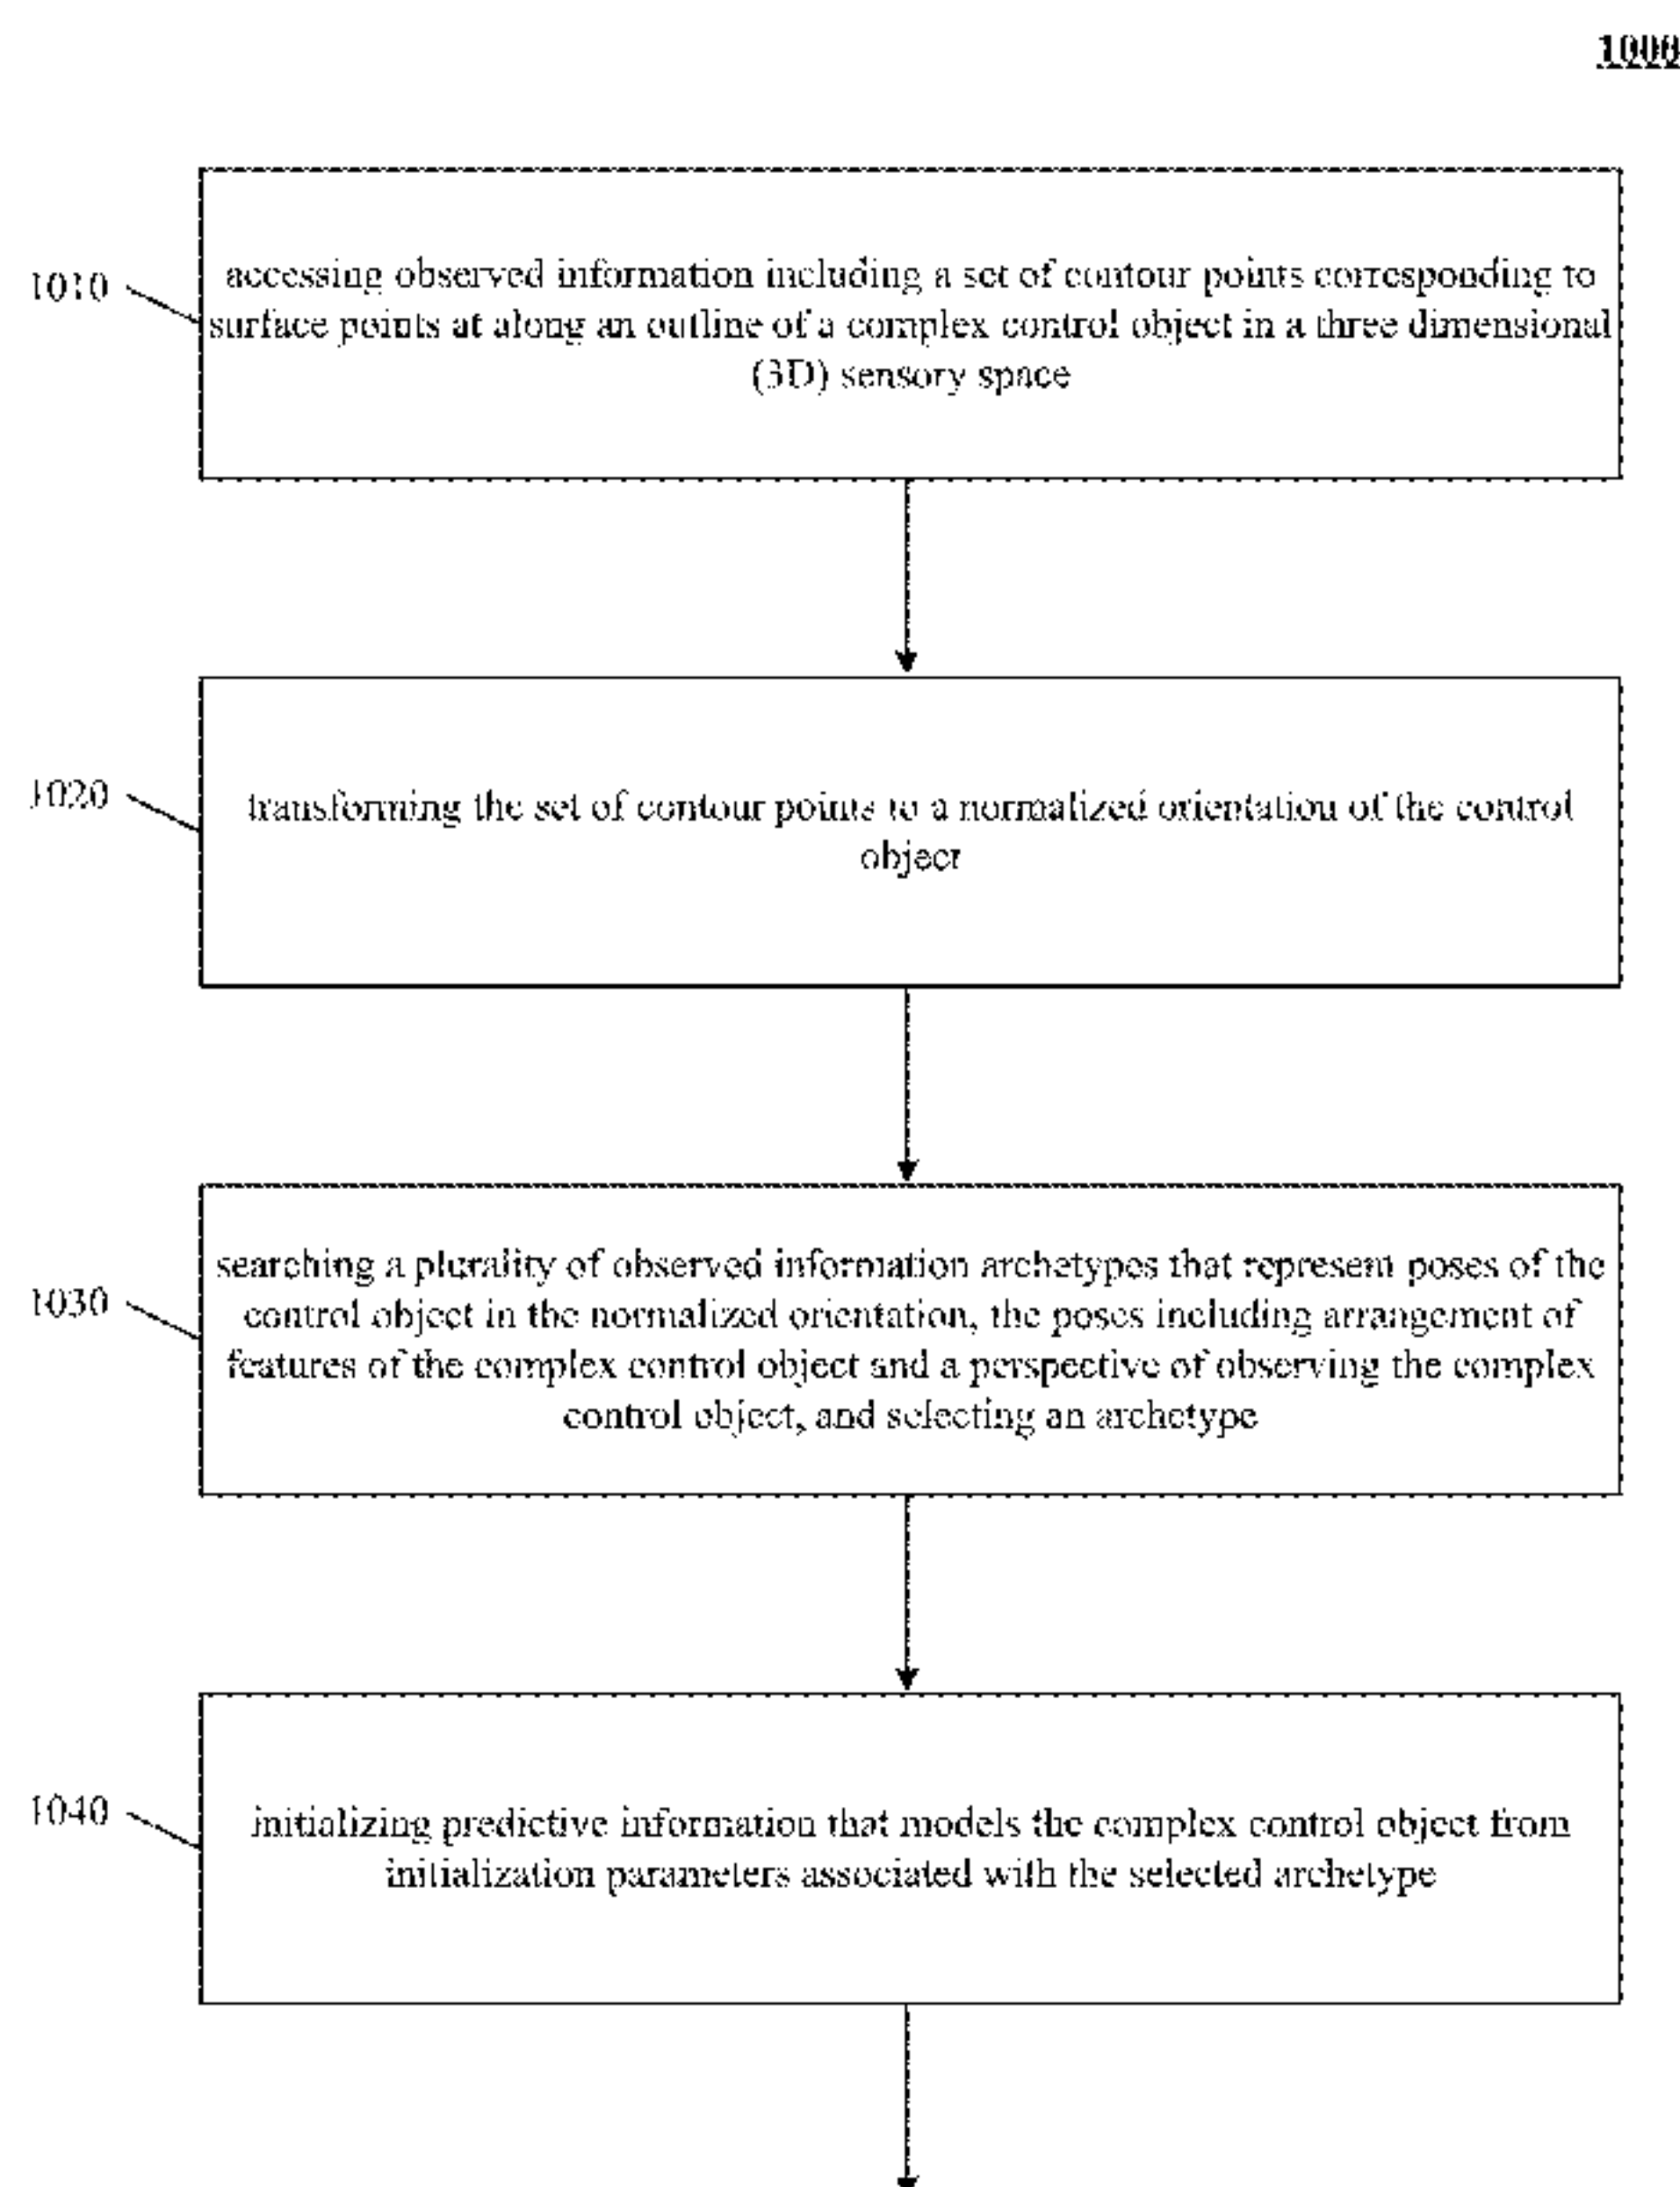 1000
1010
accessing observed information including a set of contour points corresponding to
surface points at along an outline of a complex control object in a three dimensional
(3D) sensory space
1020
transforming the set of contour points to a normalized orientation of the control
object
1030
searching a plurality of observed information archetypes that represent poses of the
control object in the normalized orientation, the poses including arrangement of
features of the complex control object and a perspective of observing the complex
control object, and selecting an archetype
1040
initializing predictive information that models the complex control object from
initialization parameters associated with the selected archetype